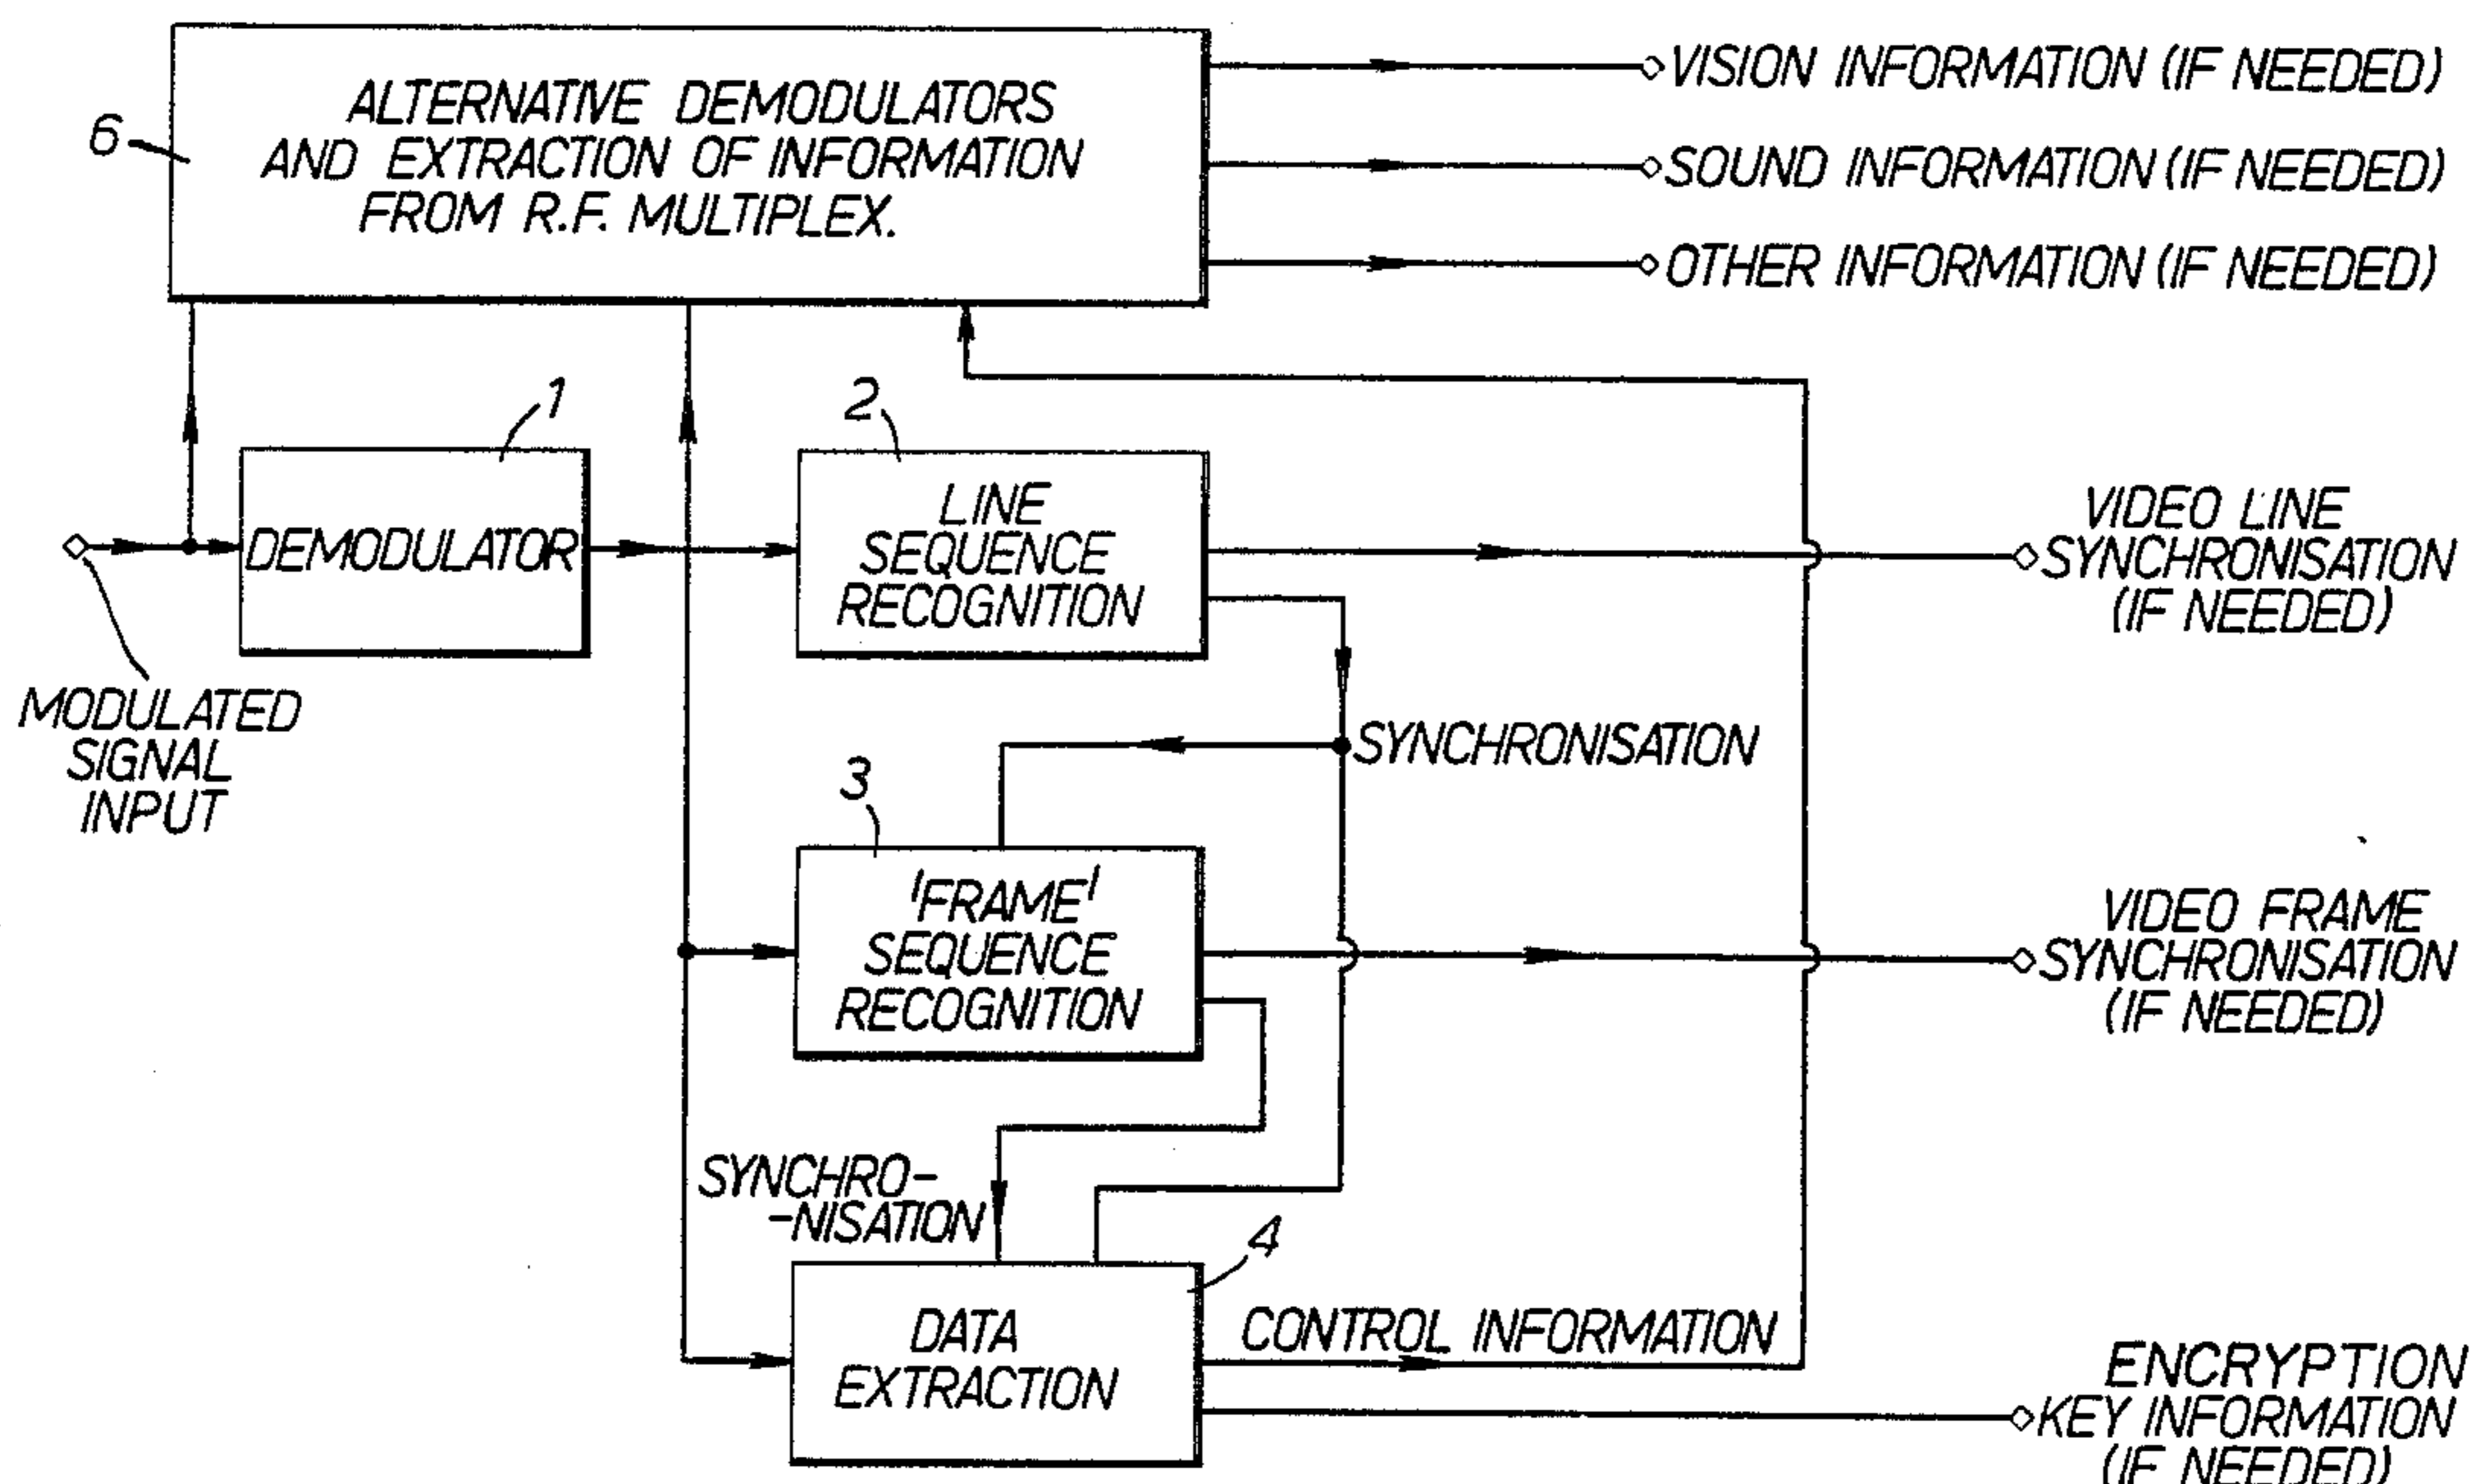 ALTERNATIVE DEMODULATORS
AND EXTRACTION OF INFORMATION
FROM R.F. MULTIPLEX.
6
VISION INFORMATION (IF NEEDED)
SOUND INFORMATION (IF NEEDED)
OTHER INFORMATION (IF NEEDED)
1
DEMODULATOR
2
LINE
SEQUENCE
RECOGNITION
VIDEO LINE
SYNCHRONISATION
(IF NEEDED)
MODULATED
SIGNAL
INPUT
SYNCHRONISATION
3
'FRAME'
SEQUENCE
RECOGNITION
VIDEO FRAME
SYNCHRONISATION
(IF NEEDED)
SYNCHRO-
-NISATION
4
DATA
EXTRACTION
CONTROL INFORMATION
ENCRYPTION
KEY INFORMATION
(IF NEEDED)